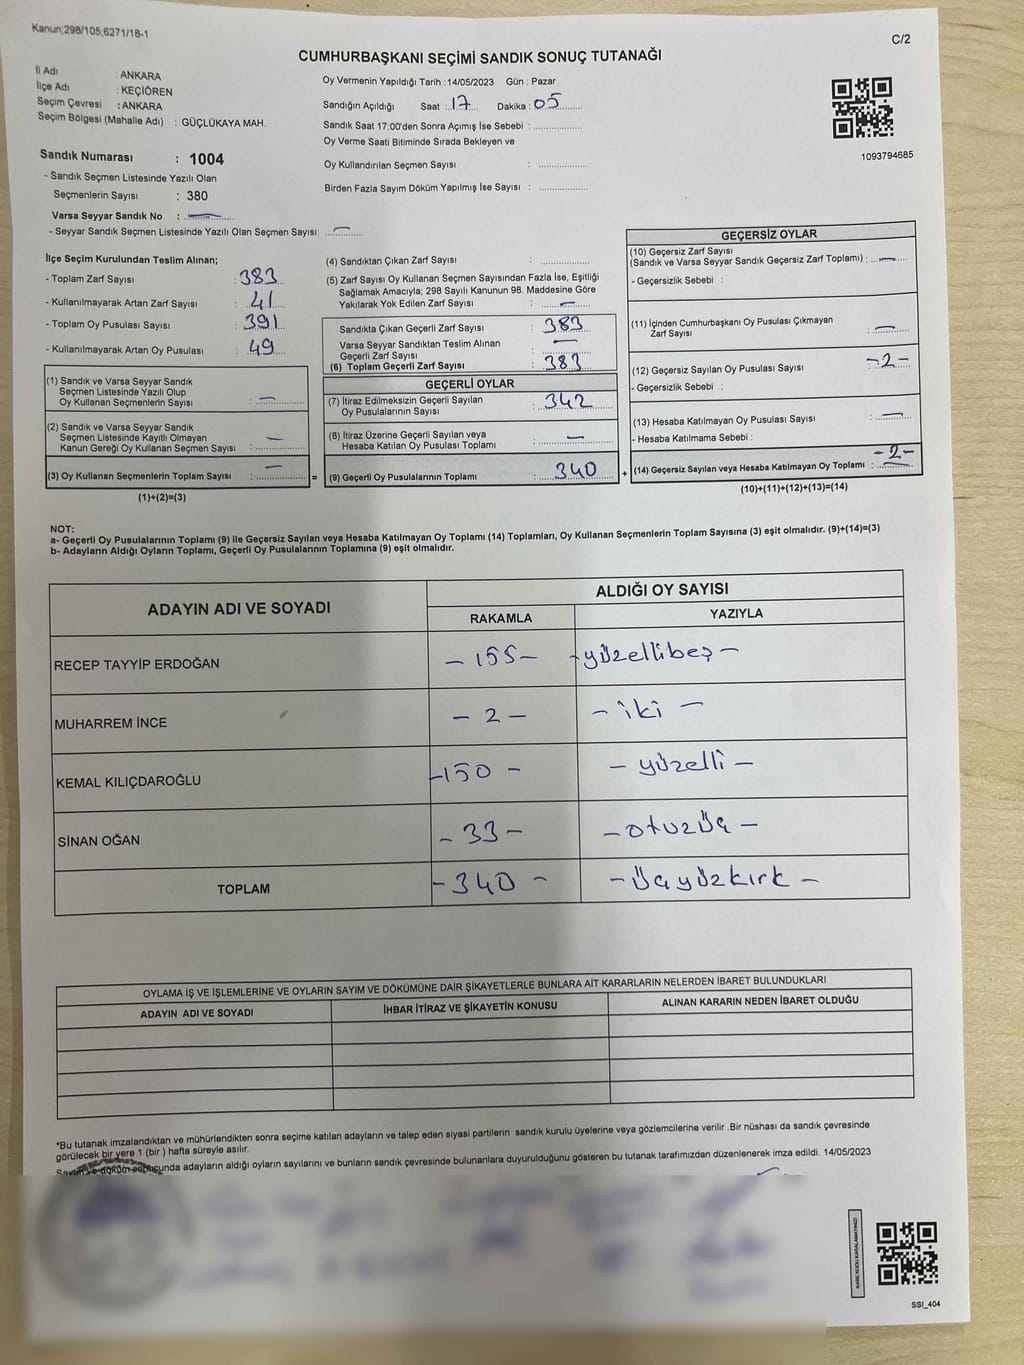 Kanun;298/105,6271/18-1
C/2
CUMHURBAŞKANI SEÇİMİ SANDIK SONUÇ TUTANAĞI
İl Adı : ANKARA
İlçe Adı : KEÇİÖREN
Seçim Çevresi : ANKARA
Seçim Bölgesi (Mahalle Adı) : GÜÇLÜKAYA MAH.
Sandık Numarası : 1004
- Sandık Seçmen Listesinde Yazılı Olan
Seçmenlerin Sayısı : 380
Varsa Seyyar Sandık No : —
- Seyyar Sandık Seçmen Listesinde Yazılı Olan Seçmen Sayısı: —
Oy Vermenin Yapıldığı Tarih : 14/05/2023 Gün : Pazar
Sandığın Açıldığı Saat : 17 Dakika : 05
Sandık Saat 17:00'den Sonra Açımış İse Sebebi :
Oy Verme Saati Bitiminde Sırada Bekleyen ve
Oy Kullandırılan Seçmen Sayısı :
Birden Fazla Sayım Döküm Yapılmış İse Sayısı :
1093794685
İlçe Seçim Kurulundan Teslim Alınan;
- Toplam Zarf Sayısı : 383
- Kullanılmayarak Artan Zarf Sayısı : 41
- Toplam Oy Pusulası Sayısı : 391
- Kullanılmayarak Artan Oy Pusulası : 49
(1) Sandık ve Varsa Seyyar Sandık
Seçmen Listesinde Yazılı Olup
Oy Kullanan Seçmenlerin Sayısı : —
(2) Sandık ve Varsa Seyyar Sandık
Seçmen Listesinde Kayıtlı Olmayan
Kanun Gereği Oy Kullanan Seçmen Sayısı : —
(3) Oy Kullanan Seçmenlerin Toplam Sayısı : —
(1)+(2)=(3)
(4) Sandıktan Çıkan Zarf Sayısı :
(5) Zarf Sayısı Oy Kullanan Seçmen Sayısından Fazla İse, Eşitliği
Sağlamak Amacıyla; 298 Sayılı Kanunun 98. Maddesine Göre
Yakılarak Yok Edilen Zarf Sayısı : —
Sandıkta Çıkan Geçerli Zarf Sayısı : 383
Varsa Seyyar Sandıktan Teslim Alınan
Geçerli Zarf Sayısı : —
(6) Toplam Geçerli Zarf Sayısı : 383
GEÇERLİ OYLAR
(7) İtiraz Edilmeksizin Geçerli Sayılan
Oy Pusulalarının Sayısı : 342
(8) İtiraz Üzerine Geçerli Sayılan veya
Hesaba Katılan Oy Pusulası Toplamı : —
= (9) Geçerli Oy Pusulalarının Toplamı : 340 +
GEÇERSİZ OYLAR
(10) Geçersiz Zarf Sayısı
(Sandık ve Varsa Seyyar Sandık Geçersiz Zarf Toplamı) : —
- Geçersizlik Sebebi :
(11) İçinden Cumhurbaşkanı Oy Pusulası Çıkmayan
Zarf Sayısı : —
(12) Geçersiz Sayılan Oy Pusulası Sayısı : -2-
- Geçersizlik Sebebi :
(13) Hesaba Katılmayan Oy Pusulası Sayısı : —
- Hesaba Katılmama Sebebi :
(14) Geçersiz Sayılan veya Hesaba Katılmayan Oy Toplamı : -2-
(10)+(11)+(12)+(13)=(14)
NOT:
a- Geçerli Oy Pusulalarının Toplamı (9) ile Geçersiz Sayılan veya Hesaba Katılmayan Oy Toplamı (14) Toplamları, Oy Kullanan Seçmenlerin Toplam Sayısına (3) eşit olmalıdır. (9)+(14)=(3)
b- Adayların Aldığı Oyların Toplamı, Geçerli Oy Pusulalarının Toplamına (9) eşit olmalıdır.
ADAYIN ADI VE SOYADI ALDIĞI OY SAYISI
RAKAMLA YAZIYLA
RECEP TAYYİP ERDOĞAN -155- -yüzellibeş-
MUHARREM İNCE -2- -iki-
KEMAL KILIÇDAROĞLU -150- -yüzelli-
SİNAN OĞAN -33- -otuzüç-
TOPLAM -340- -üçyüzkırk-
OYLAMA İŞ VE İŞLEMLERİNE VE OYLARIN SAYIM VE DÖKÜMÜNE DAİR ŞİKAYETLERLE BUNLARA AİT KARARLARIN NELERDEN İBARET BULUNDUKLARI
ADAYIN ADI VE SOYADI İHBAR İTİRAZ VE ŞİKAYETİN KONUSU ALINAN KARARIN NEDEN İBARET OLDUĞU
*Bu tutanak imzalandıktan ve mühürlendikten sonra seçime katılan adayların ve talep eden siyasi partilerin sandık kurulu üyelerine veya gözlemcilerine verilir .Bir nüshası da sandık çevresinde
görülecek bir yere 1 (bir ) hafta süreyle asılır.
Sayım ve döküm sonucunda adayların aldığı oyların sayılarını ve bunların sandık çevresinde bulunanlara duyurulduğunu gösteren bu tutanak tarafımızdan düzenlenerek imza edildi. 14/05/2023
KARE KODU KARALAMAYINIZ!
SSI_404